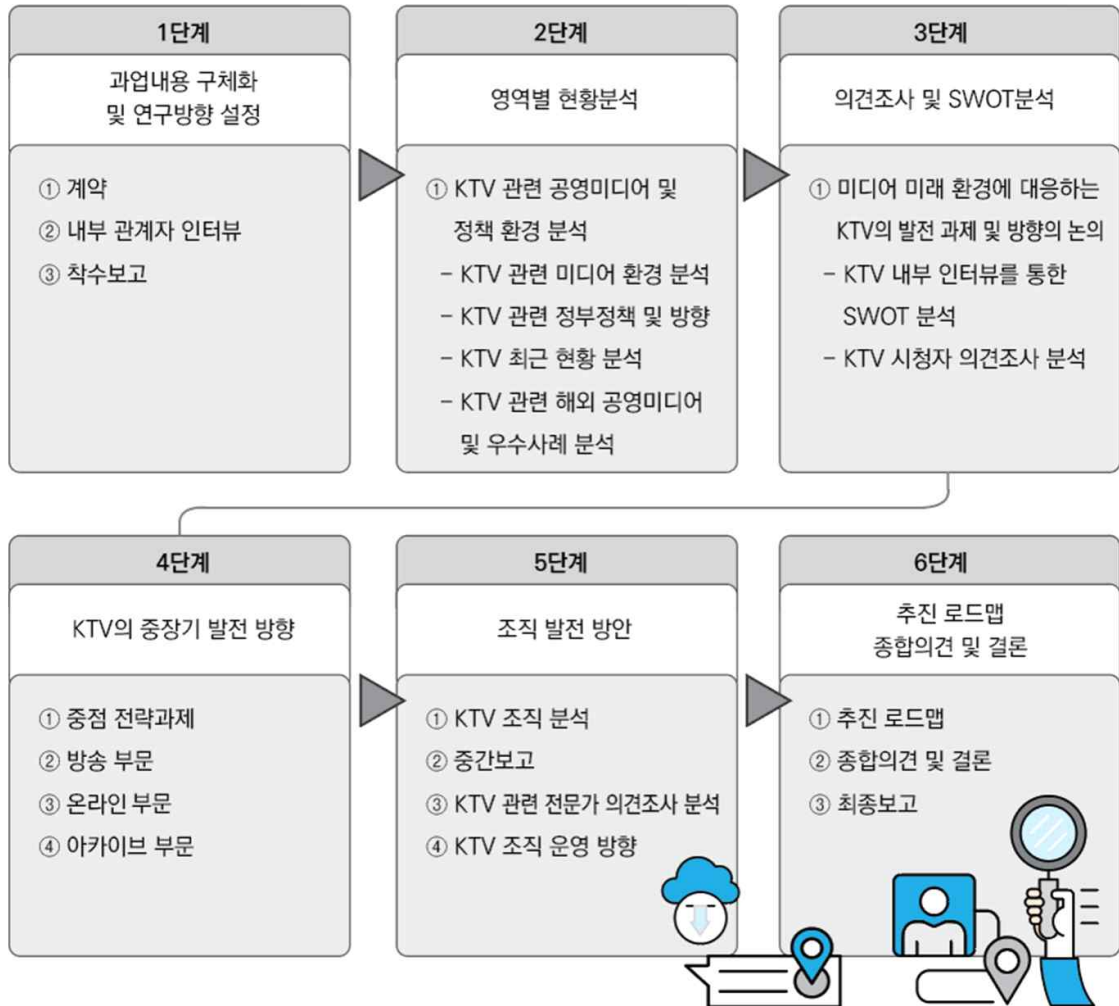 1단계
과업내용 구체화
및 연구방향 설정
① 계약
② 내부 관계자 인터뷰
③ 착수보고
2단계
영역별 현황분석
① KTV 관련 공영미디어 및
정책 환경 분석
– KTV 관련 미디어 환경 분석
– KTV 관련 정부정책 및 방향
– KTV 최근 현황 분석
– KTV 관련 해외 공영미디어
및 우수사례 분석
3단계
의견조사 및 SWOT분석
① 미디어 미래 환경에 대응하는
KTV의 발전 과제 및 방향의 논의
– KTV 내부 인터뷰를 통한
SWOT 분석
– KTV 시청자 의견조사 분석
4단계
KTV의 중장기 발전 방향
① 중점 전략과제
② 방송 부문
③ 온라인 부문
④ 아카이브 부문
5단계
조직 발전 방안
① KTV 조직 분석
② 중간보고
③ KTV 관련 전문가 의견조사 분석
④ KTV 조직 운영 방향
6단계
추진 로드맵
종합의견 및 결론
① 추진 로드맵
② 종합의견 및 결론
③ 최종보고